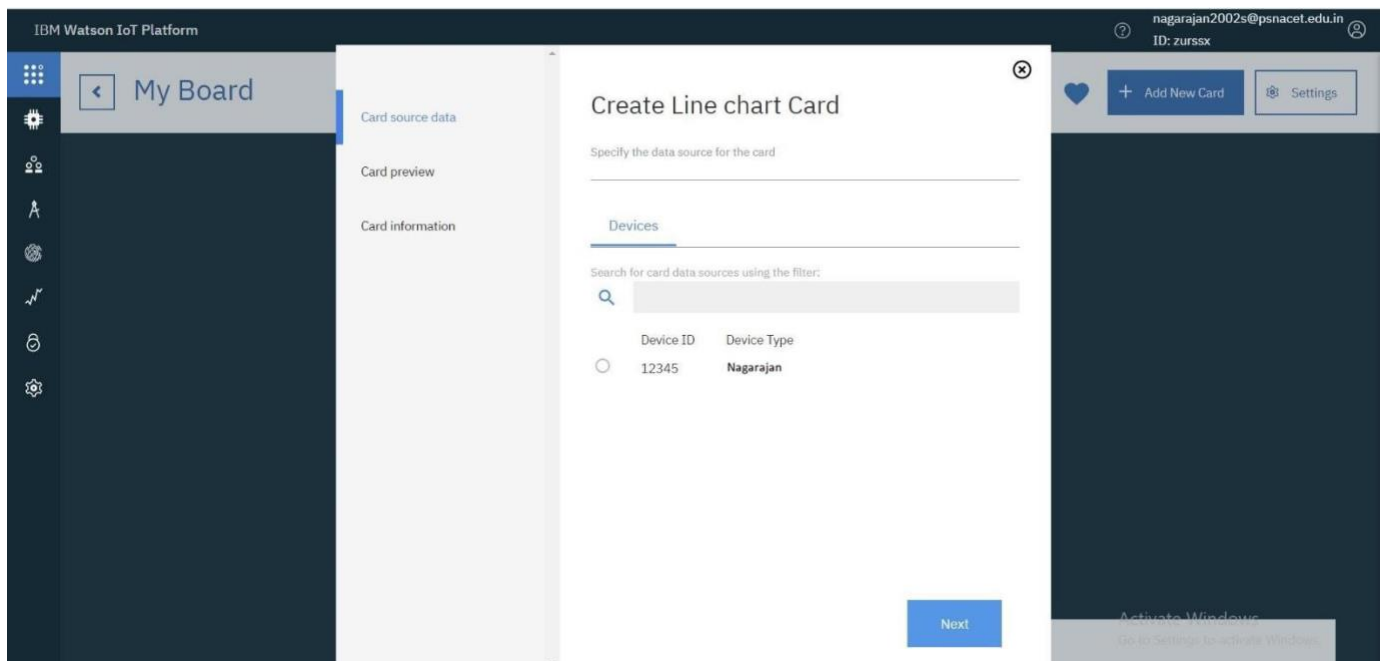 IBM Watson IoT Platform
nagarajan2002s@psnacet.edu.in
ID: zurssx
My Board
+ Add New Card
Settings
Card source data
Card preview
Card information
Create Line chart Card
Specify the data source for the card
Devices
Search for card data sources using the filter:
Device ID Device Type
12345 Nagarajan
Next
Activate Windows
Go to Settings to activate Windows.